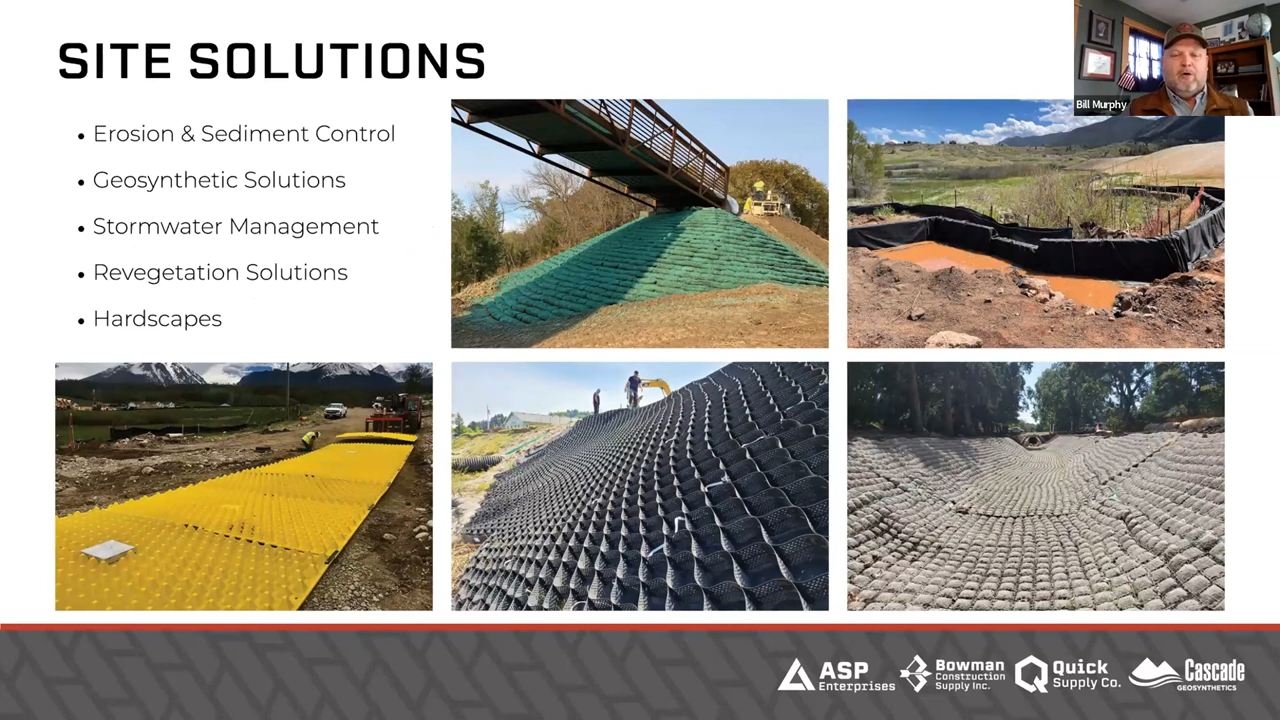 SITE SOLUTIONS
Bill Murphy
• Erosion & Sediment Control
• Geosynthetic Solutions
• Stormwater Management
• Revegetation Solutions
• Hardscapes
ASP
Enterprises
Bowman
Construction
Supply Inc.
Quick
Supply Co.
Cascade
GEOSYNTHETICS